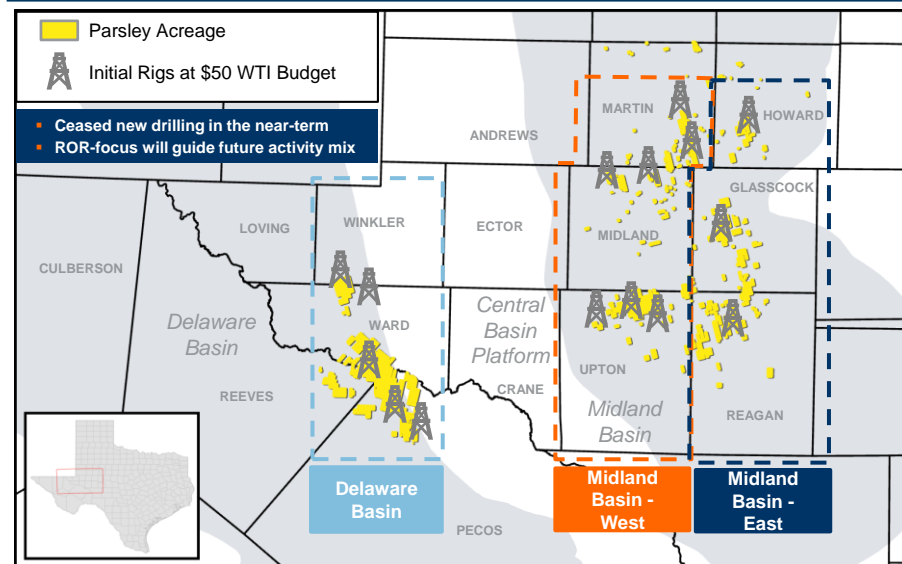 Parsley Acreage
Initial Rigs at $50 WTI Budget
Ceased new drilling in the near-term
ROR-focus will guide future activity mix
MARTIN
HOWARD
ANDREWS
GLASSCOCK
WINKLER
LOVING
ECTOR
MIDLAND
CULBERSON
Delaware
Basin
WARD
Central
Basin
Platform
REEVES
CRANE
UPTON
Midland
Basin
REAGAN
Delaware
Basin
Midland
Basin -
West
Midland
Basin -
East
PECOS